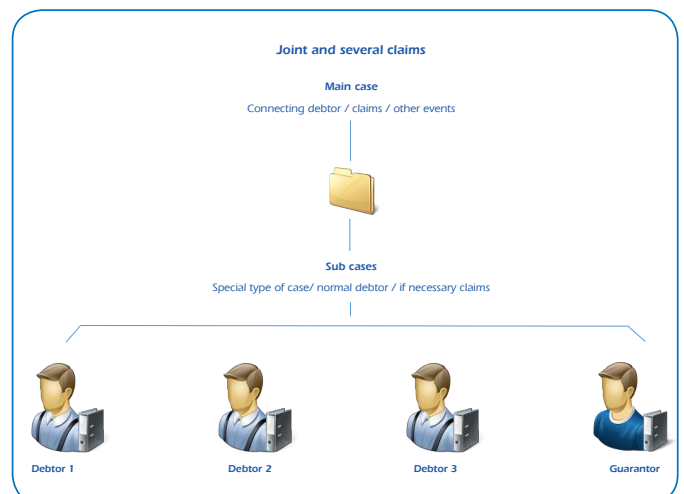 Joint and several claims
Main case
Connecting debtor / claims / other events
Sub cases
Special type of case/ normal debtor / if necessary claims
Debtor 1
Debtor 2
Debtor 3
Guarantor